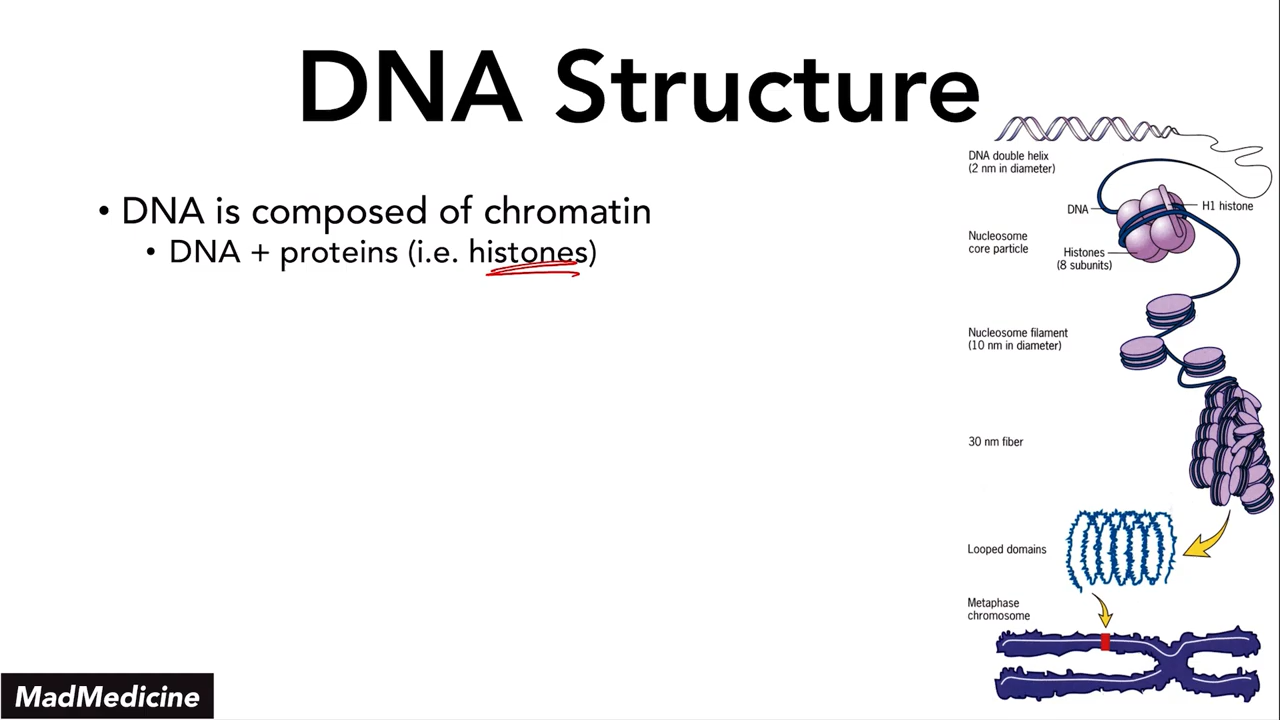 DNA Structure
• DNA is composed of chromatin
• DNA + proteins (i.e. histones)
DNA double helix
(2 nm in diameter)
DNA
H1 histone
Nucleosome
core particle
Histones
(8 subunits)
Nucleosome filament
(10 nm in diameter)
30 nm fiber
Looped domains
Metaphase
chromosome
MadMedicine